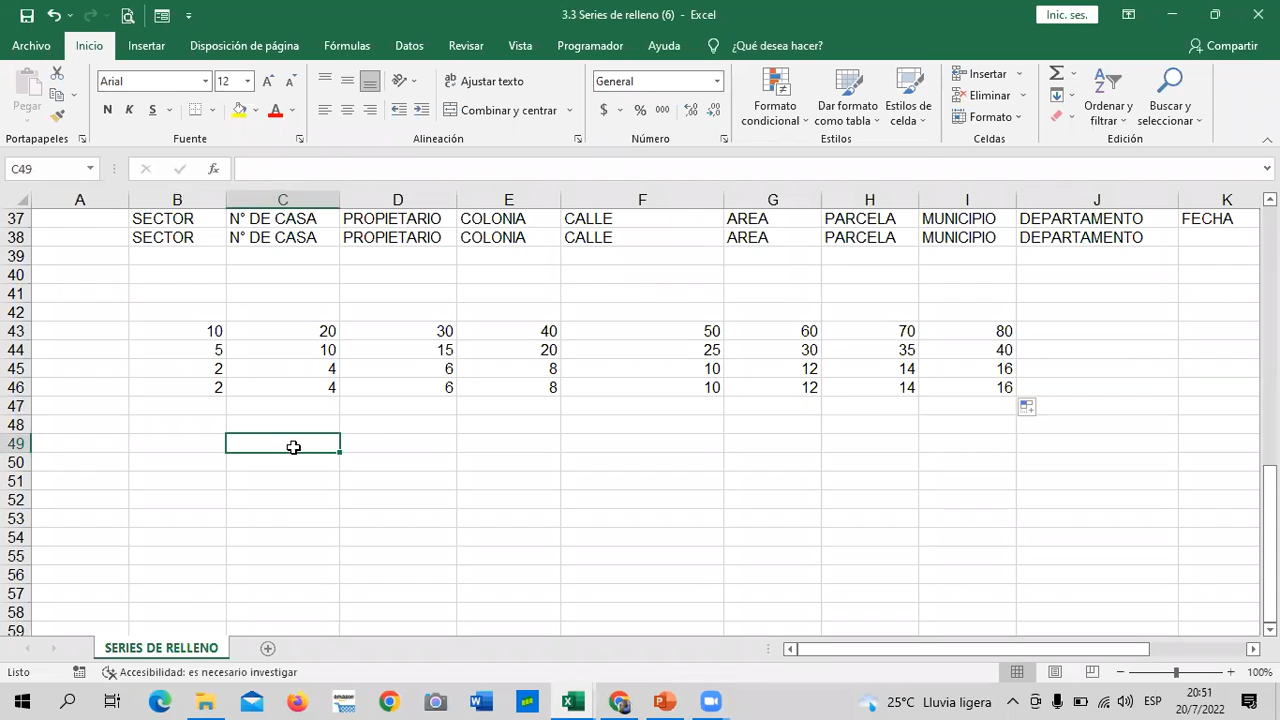 3.3 Series de relleno (6) - Excel
Inic. ses.
Archivo Inicio Insertar Disposición de página Fórmulas Datos Revisar Vista Programador Ayuda ¿Qué desea hacer? Compartir
Pegar
Arial 12
Ajustar texto
General
Insertar
N K S
Combinar y centrar
$ % 000
Formato condicional
Dar formato como tabla
Estilos de celda
Eliminar
Formato
Ordenar y filtrar
Buscar y seleccionar
Portapapeles Fuente Alineación Número Estilos Celdas Edición
C49 fx
A B C D E F G H I J K
37 SECTOR N° DE CASA PROPIETARIO COLONIA CALLE AREA PARCELA MUNICIPIO DEPARTAMENTO FECHA
38 SECTOR N° DE CASA PROPIETARIO COLONIA CALLE AREA PARCELA MUNICIPIO DEPARTAMENTO
39
40
41
42
43 10 20 30 40 50 60 70 80
44 5 10 15 20 25 30 35 40
45 2 4 6 8 10 12 14 16
46 2 4 6 8 10 12 14 16
47
48
49
50
51
52
53
54
55
56
57
58
59
SERIES DE RELLENO
Listo Accesibilidad: es necesario investigar 100%
25°C Lluvia ligera ESP 20:51
20/7/2022